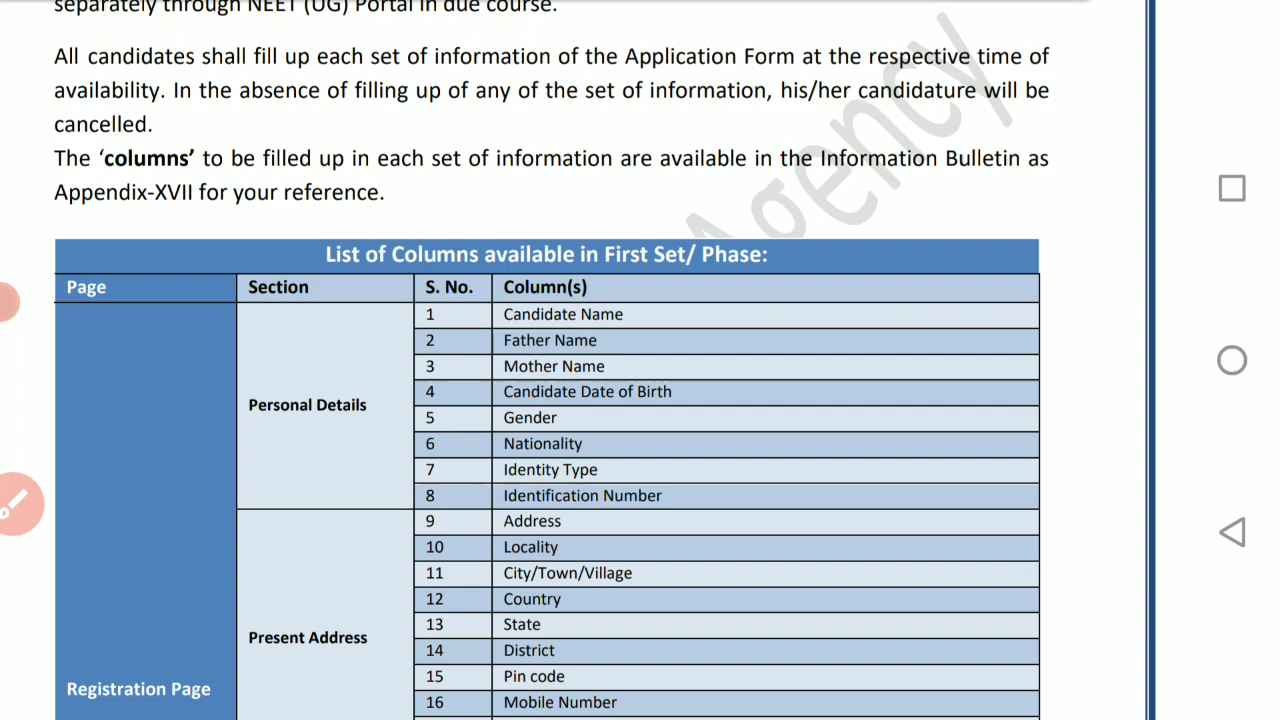 separately through NEET (UG) Portal in due course.
All candidates shall fill up each set of information of the Application Form at the respective time of
availability. In the absence of filling up of any of the set of information, his/her candidature will be
cancelled.
The ‘columns’ to be filled up in each set of information are available in the Information Bulletin as
Appendix-XVII for your reference.
Agency
List of Columns available in First Set/ Phase:
Page Section S. No. Column(s)
1 Candidate Name
2 Father Name
3 Mother Name
4 Candidate Date of Birth
Personal Details
5 Gender
6 Nationality
7 Identity Type
8 Identification Number
9 Address
10 Locality
11 City/Town/Village
12 Country
13 State
Present Address
14 District
15 Pin code
Registration Page
16 Mobile Number